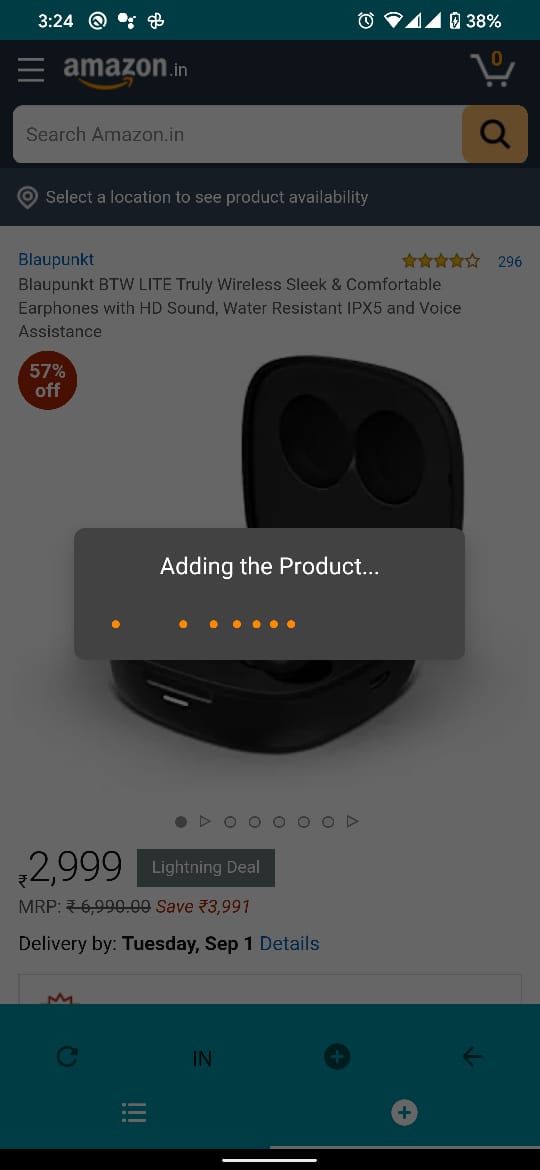 3:24
38%
amazon.in
0
Search Amazon.in
Select a location to see product availability
Blaupunkt
296
Blaupunkt BTW LITE Truly Wireless Sleek & Comfortable
Earphones with HD Sound, Water Resistant IPX5 and Voice
Assistance
57%
off
Adding the Product...
₹2,999
Lightning Deal
MRP: ₹ 6,990.00 Save ₹3,991
Delivery by: Tuesday, Sep 1 Details
IN